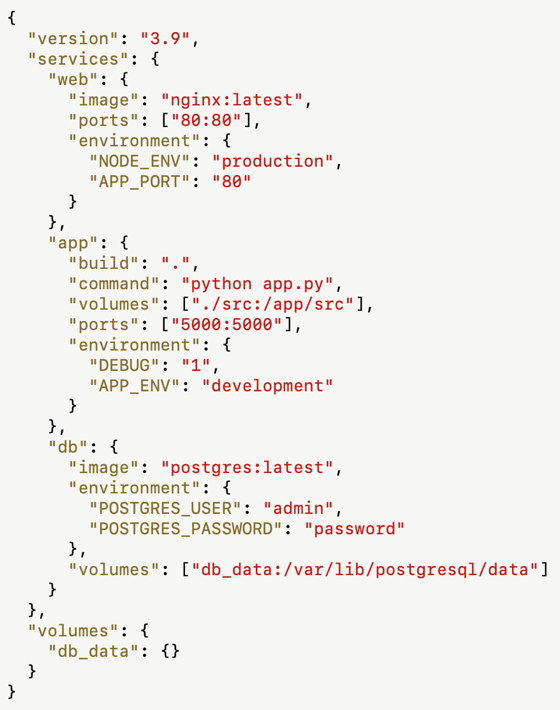 {
  "version": "3.9",
  "services": {
    "web": {
      "image": "nginx:latest",
      "ports": ["80:80"],
      "environment": {
        "NODE_ENV": "production",
        "APP_PORT": "80"
      }
    },
    "app": {
      "build": ".",
      "command": "python app.py",
      "volumes": ["./src:/app/src"],
      "ports": ["5000:5000"],
      "environment": {
        "DEBUG": "1",
        "APP_ENV": "development"
      }
    },
    "db": {
      "image": "postgres:latest",
      "environment": {
        "POSTGRES_USER": "admin",
        "POSTGRES_PASSWORD": "password"
      },
      "volumes": ["db_data:/var/lib/postgresql/data"]
    }
  },
  "volumes": {
    "db_data": {}
  }
}